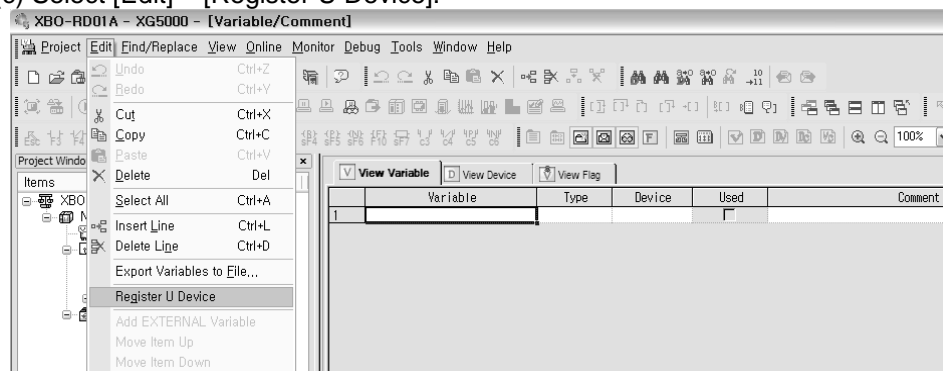 Select [Edit] – [Register U Device].
XBO-RD01A - XG5000 - [Variable/Comment]
Project Edit Find/Replace View Online Monitor Debug Tools Window Help
Undo Ctrl+Z
Redo Ctrl+Y
Cut Ctrl+X
Copy Ctrl+C
Paste Ctrl+V
Delete Del
Select All Ctrl+A
Insert Line Ctrl+L
Delete Line Ctrl+D
Export Variables to File...
Register U Device
Add EXTERNAL Variable
Move Item Up
Move Item Down
100%
Project Windo
Items
XBO
V View Variable D View Device View Flag
Variable Type Device Used Comment
1